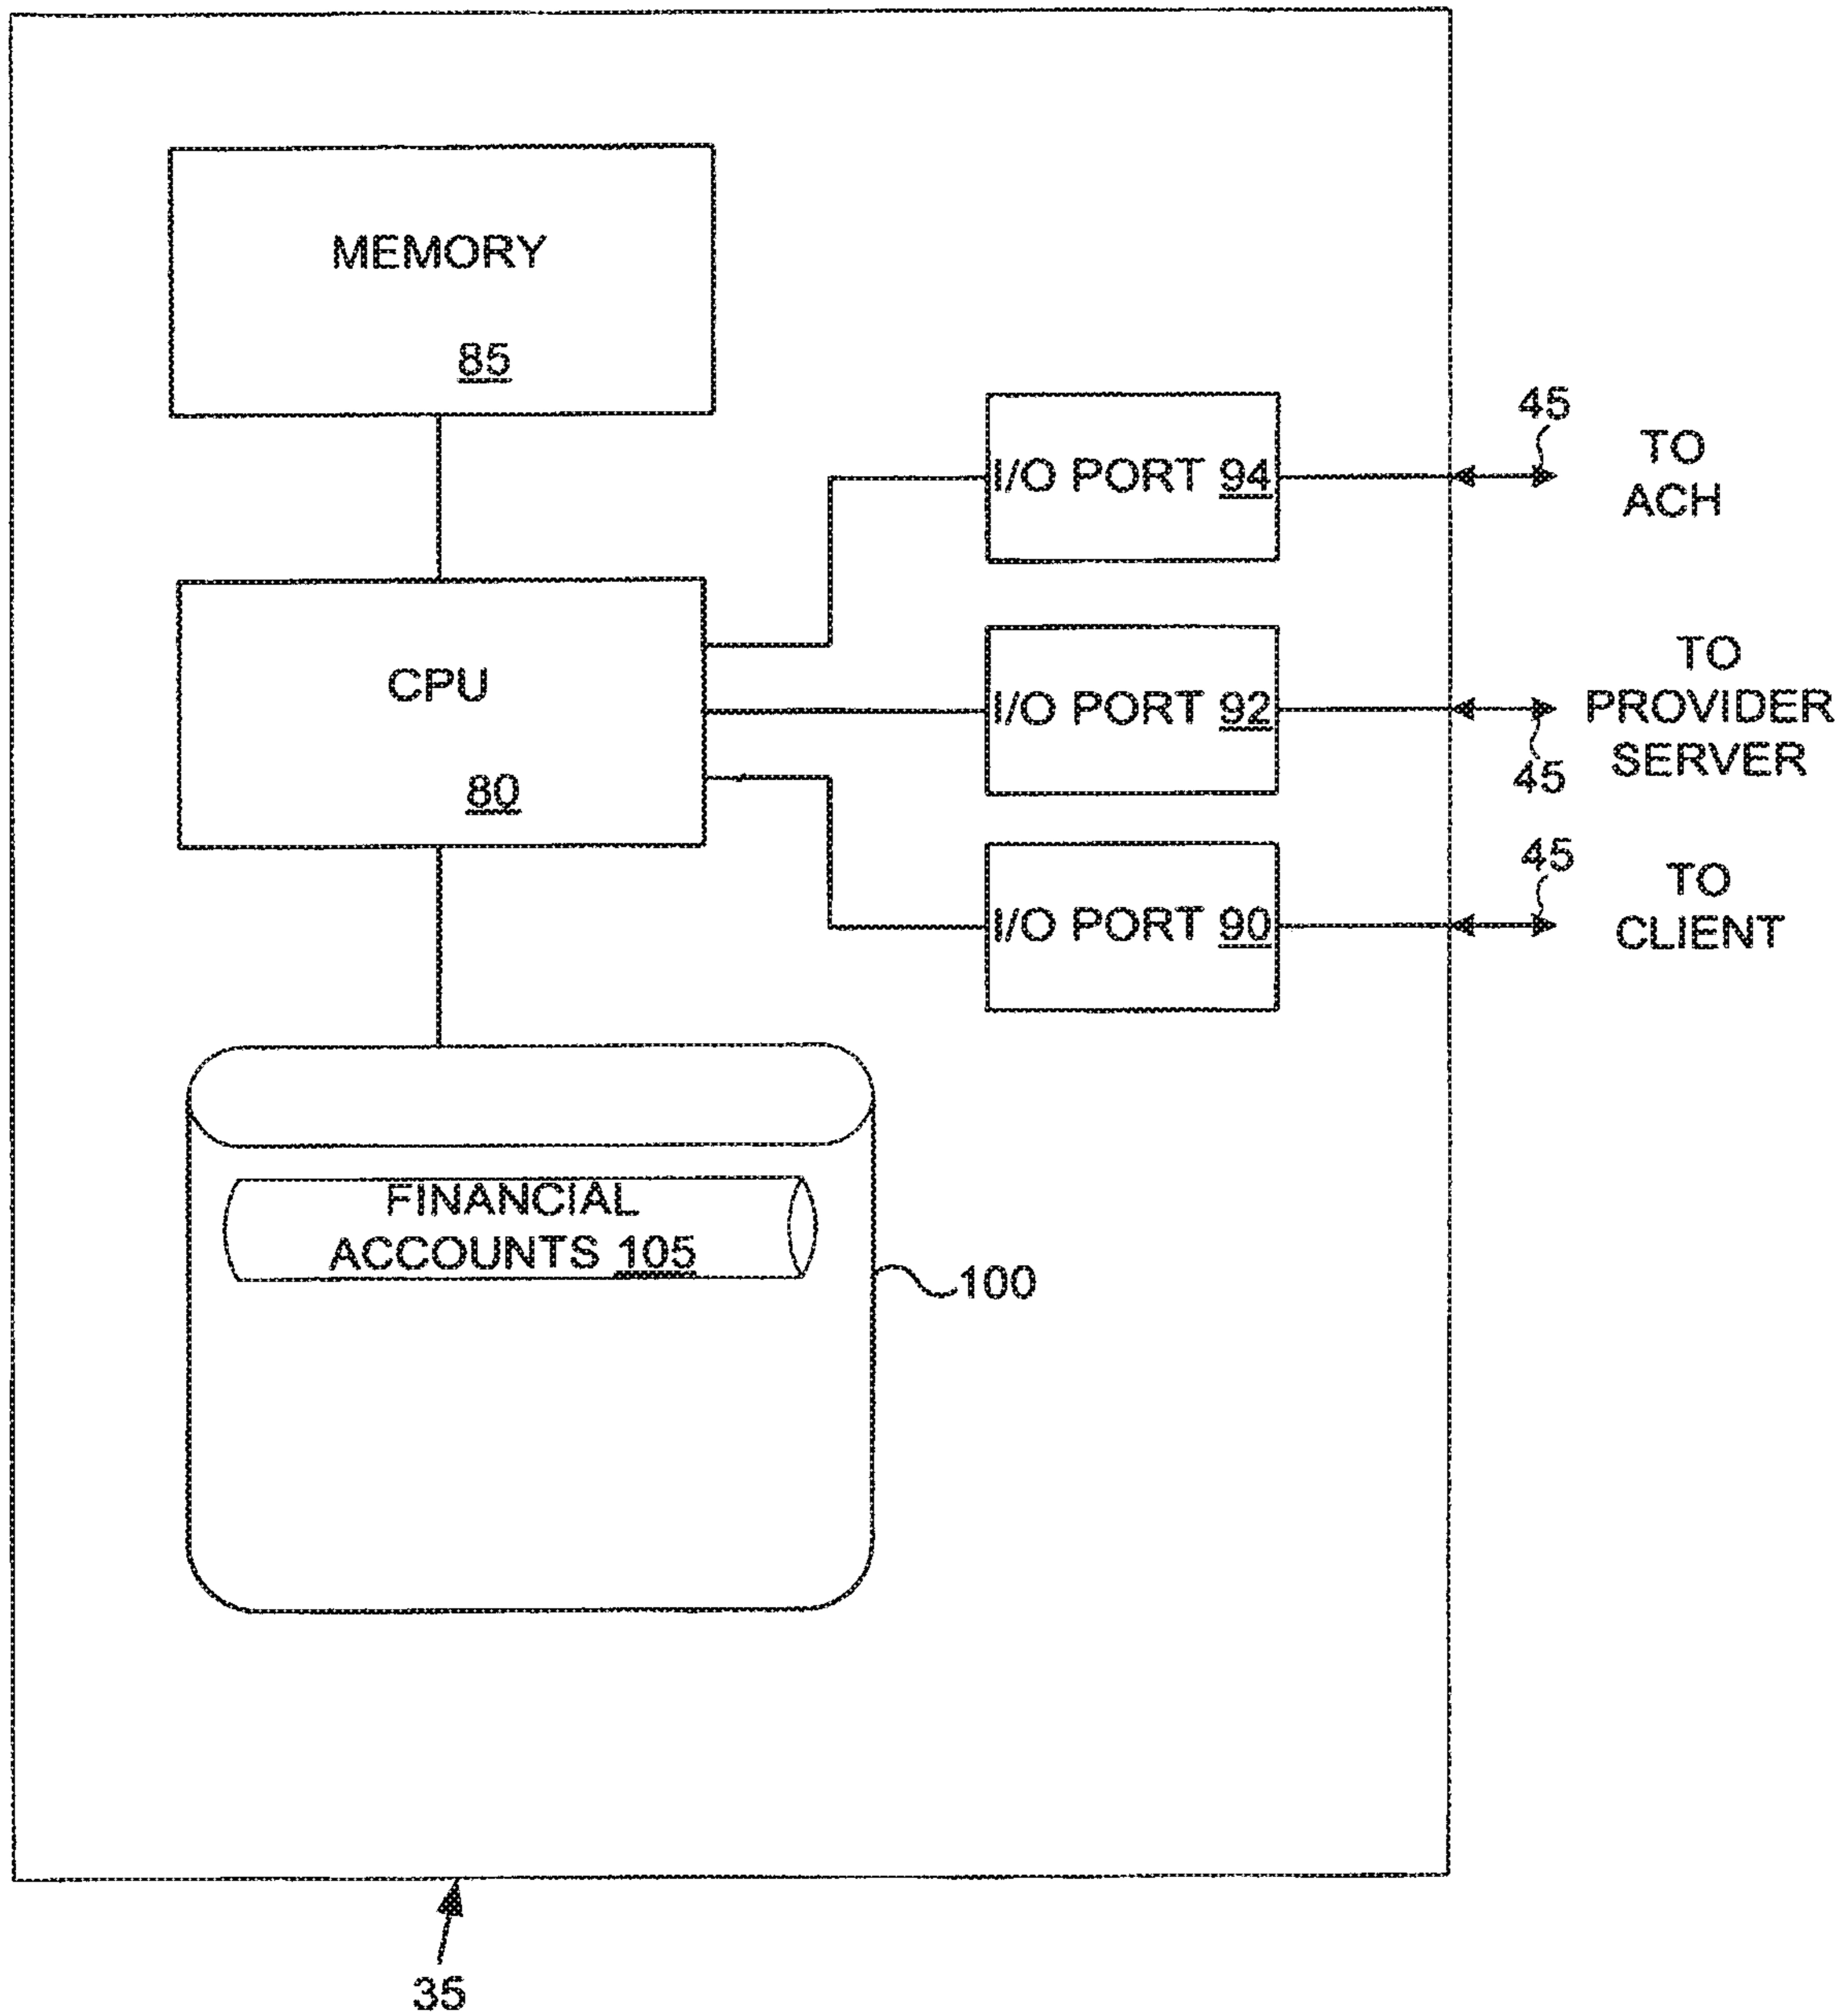 MEMORY
85
45
TO
ACH
I/O PORT 94
CPU
80
I/O PORT 92
TO
PROVIDER
SERVER
45
I/O PORT 90
45
TO
CLIENT
FINANCIAL
ACCOUNTS 105
100
35